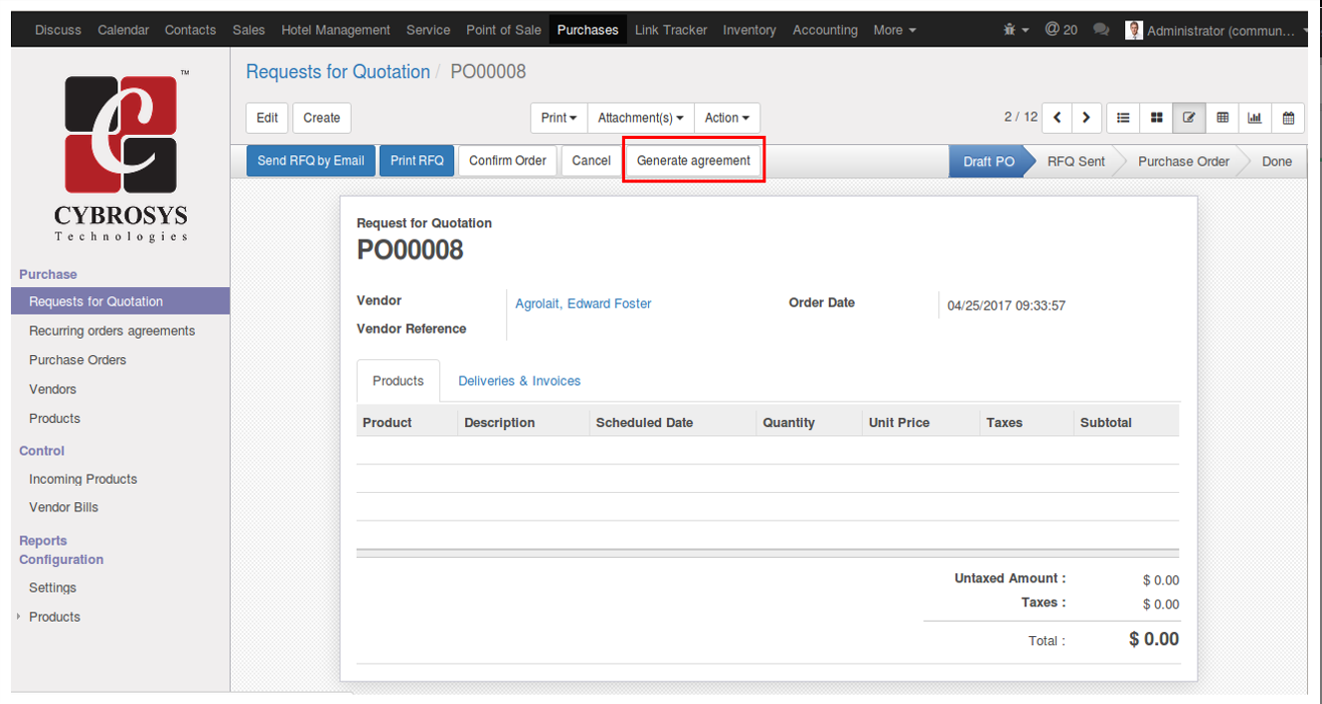 Discuss Calendar Contacts Sales Hotel Management Service Point of Sale Purchases Link Tracker Inventory Accounting More @ 20 Administrator (commun...
TM
CYBROSYS
Technologies
Purchase
Requests for Quotation
Recurring orders agreements
Purchase Orders
Vendors
Products
Control
Incoming Products
Vendor Bills
Reports
Configuration
Settings
Products
Requests for Quotation / PO00008
Edit Create Print Attachment(s) Action 2 / 12
Send RFQ by Email Print RFQ Confirm Order Cancel Generate agreement Draft PO RFQ Sent Purchase Order Done
Request for Quotation
PO00008
Vendor Agrolait, Edward Foster Order Date 04/25/2017 09:33:57
Vendor Reference
Products Deliveries & Invoices
Product Description Scheduled Date Quantity Unit Price Taxes Subtotal
Untaxed Amount : $ 0.00
Taxes : $ 0.00
Total : $ 0.00